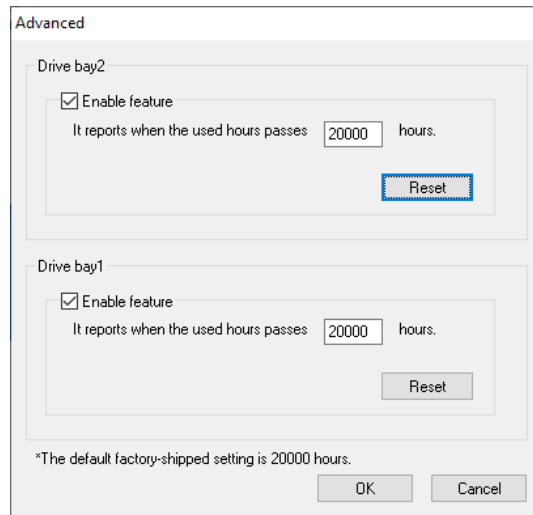 Advanced
Drive bay2
Enable feature
It reports when the used hours passes 20000 hours.
Reset
Drive bay1
Enable feature
It reports when the used hours passes 20000 hours.
Reset
*The default factory-shipped setting is 20000 hours.
OK Cancel